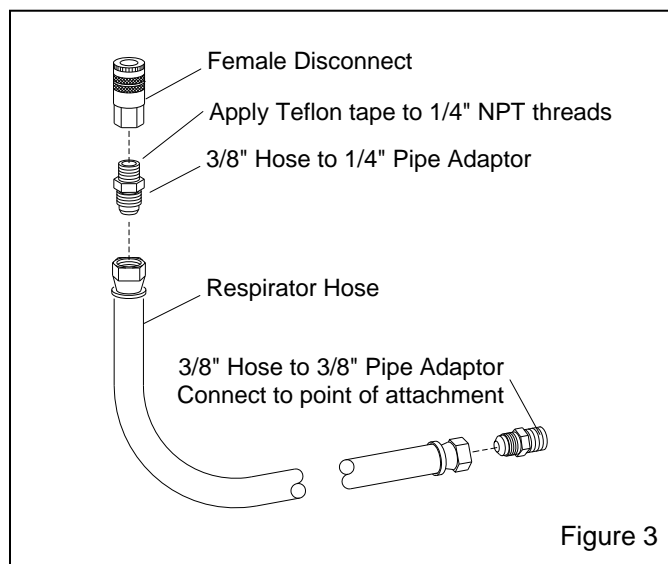 Female Disconnect
Apply Teflon tape to 1/4" NPT threads
3/8" Hose to 1/4" Pipe Adaptor
Respirator Hose
3/8" Hose to 3/8" Pipe Adaptor
Connect to point of attachment
Figure 3